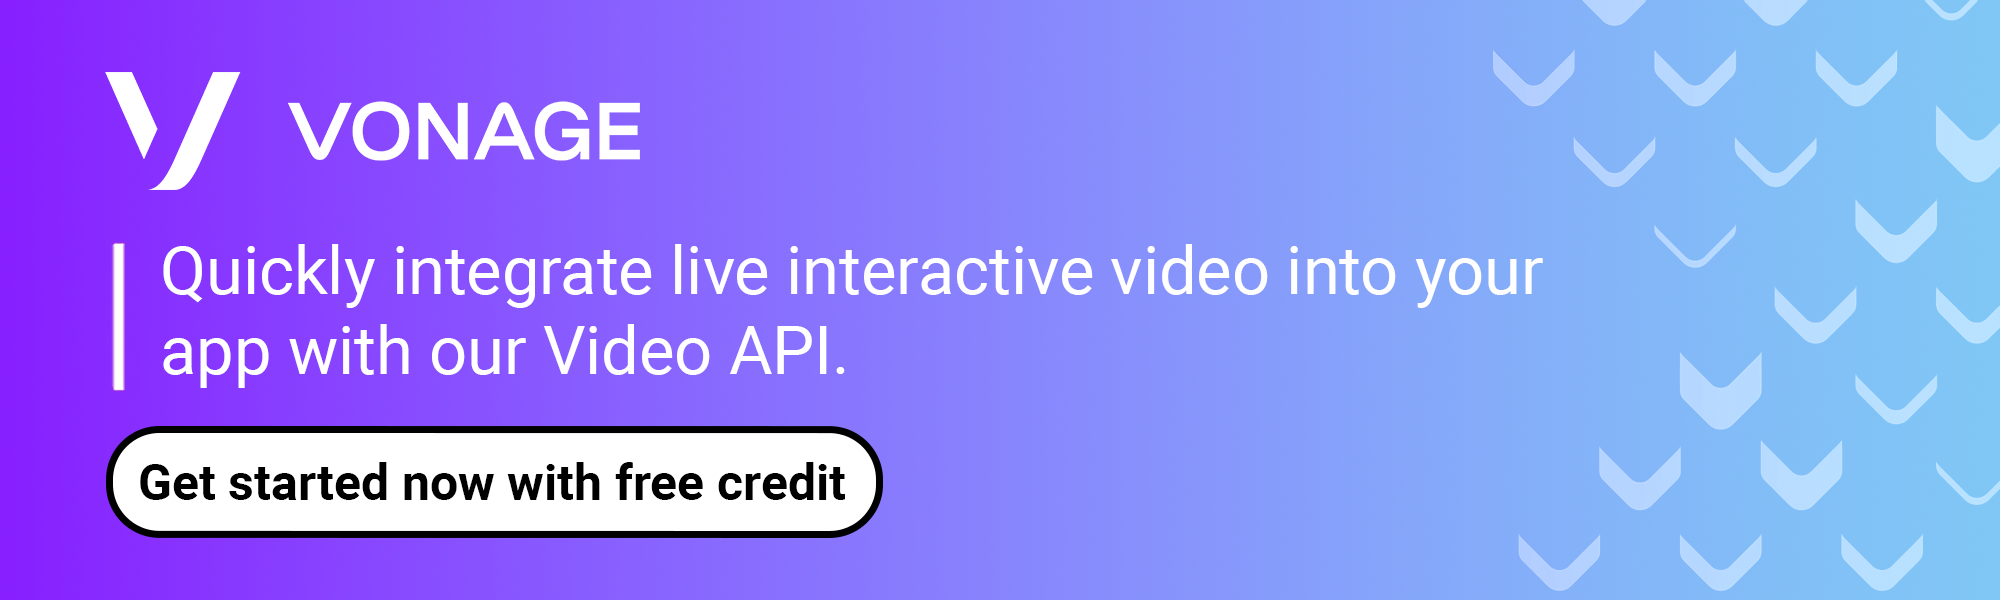 VONAGE
Quickly integrate live interactive video into your
app with our Video API.
Get started now with free credit